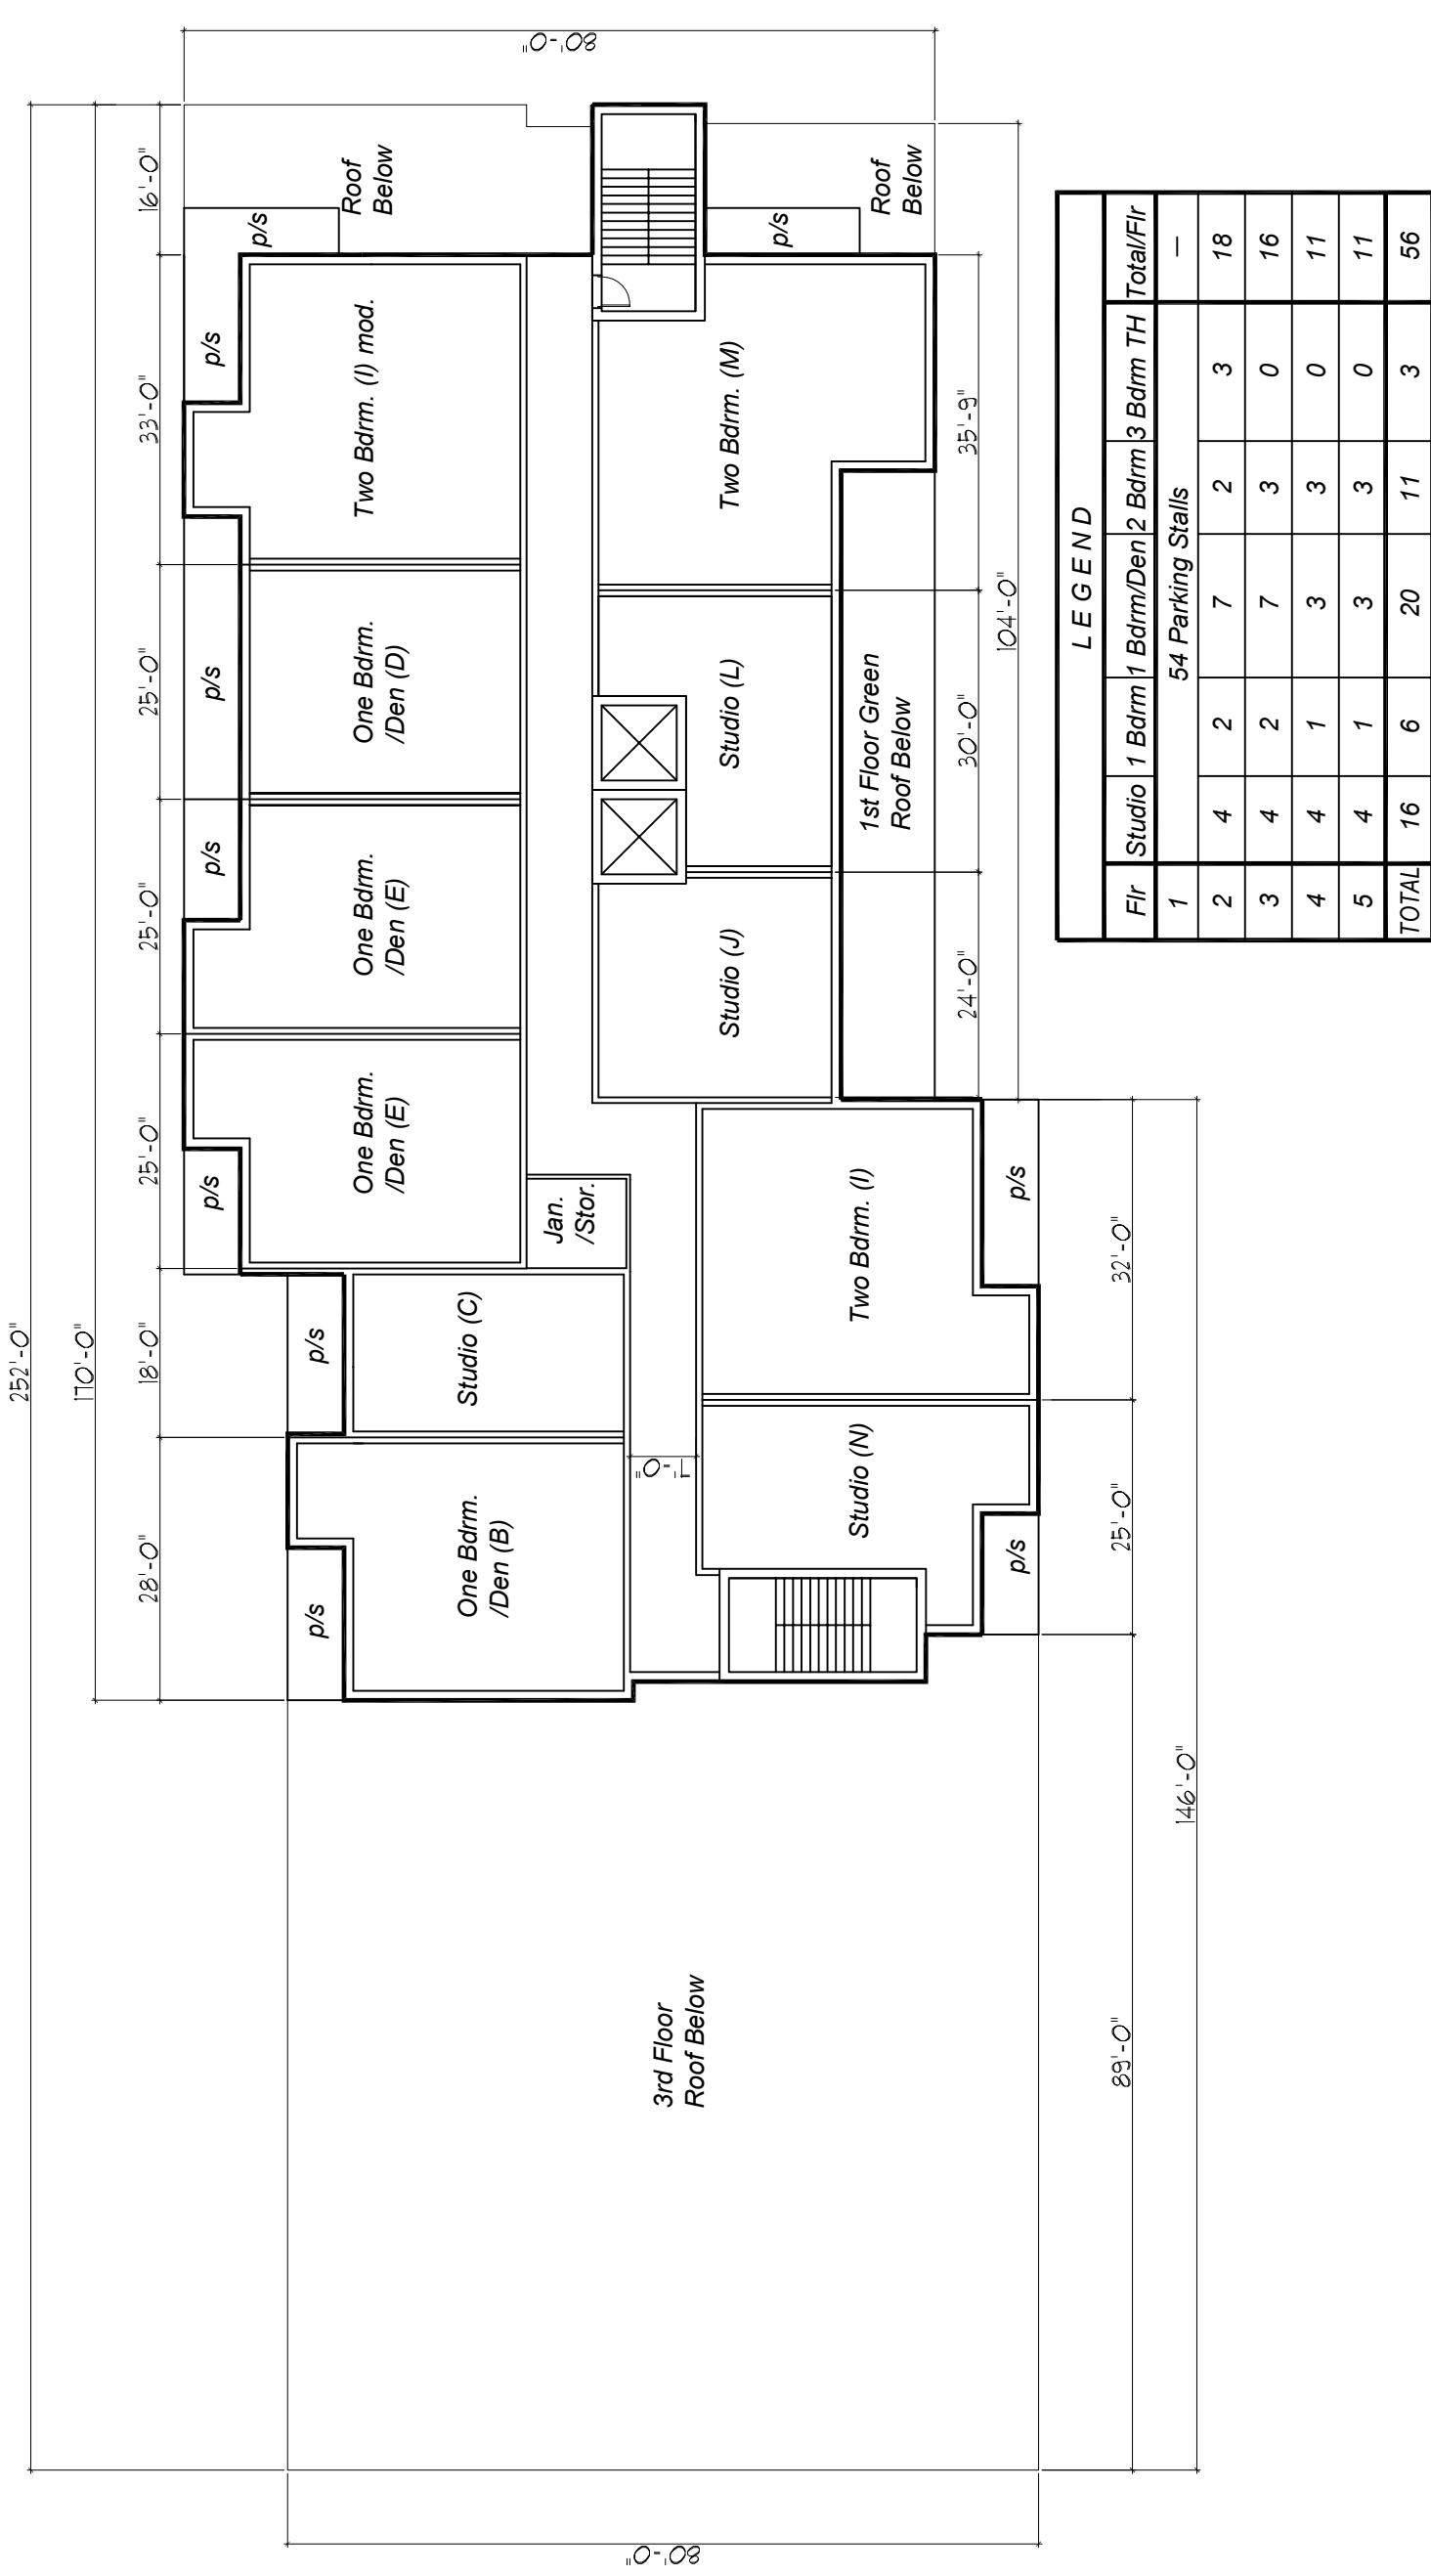 252'-0"
170'-0"
28'-0"
18'-0"
25'-0"
25'-0"
25'-0"
33'-0"
16'-0"
80'-0"
80'-0"
p/s
p/s
p/s
p/s
p/s
p/s
p/s
One Bdrm.
/Den (B)
Studio (C)
One Bdrm.
/Den (E)
One Bdrm.
/Den (E)
One Bdrm.
/Den (D)
Two Bdrm. (I) mod.
Roof
Below
Jan.
/Stor.
7'-0"
3rd Floor
Roof Below
Studio (N)
Two Bdrm. (I)
Studio (J)
Studio (L)
Two Bdrm. (M)
p/s
Roof
Below
1st Floor Green
Roof Below
p/s
p/s
24'-0"
30'-0"
35'-9"
104'-0"
89'-0"
25'-0"
32'-0"
146'-0"
LEGEND
Flr Studio 1 Bdrm 1 Bdrm/Den 2 Bdrm 3 Bdrm TH Total/Flr
1 54 Parking Stalls —
2 4 2 7 2 3 18
3 4 2 7 3 0 16
4 4 1 3 3 0 11
5 4 1 3 3 0 11
TOTAL 16 6 20 11 3 56